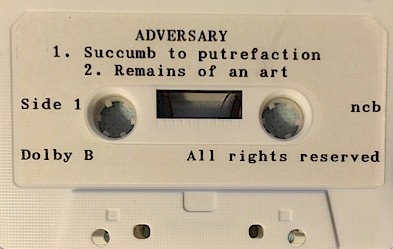 ADVERSARY
1. Succumb to putrefaction
2. Remains of an art
Side 1 ncb
Dolby B All rights reserved